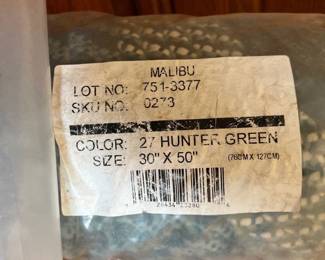 MALIBU
LOT NO: 751-3377
SKU NO. 0273
COLOR: 27 HUNTER GREEN
SIZE: 30" X 50" (76CM X 127CM)